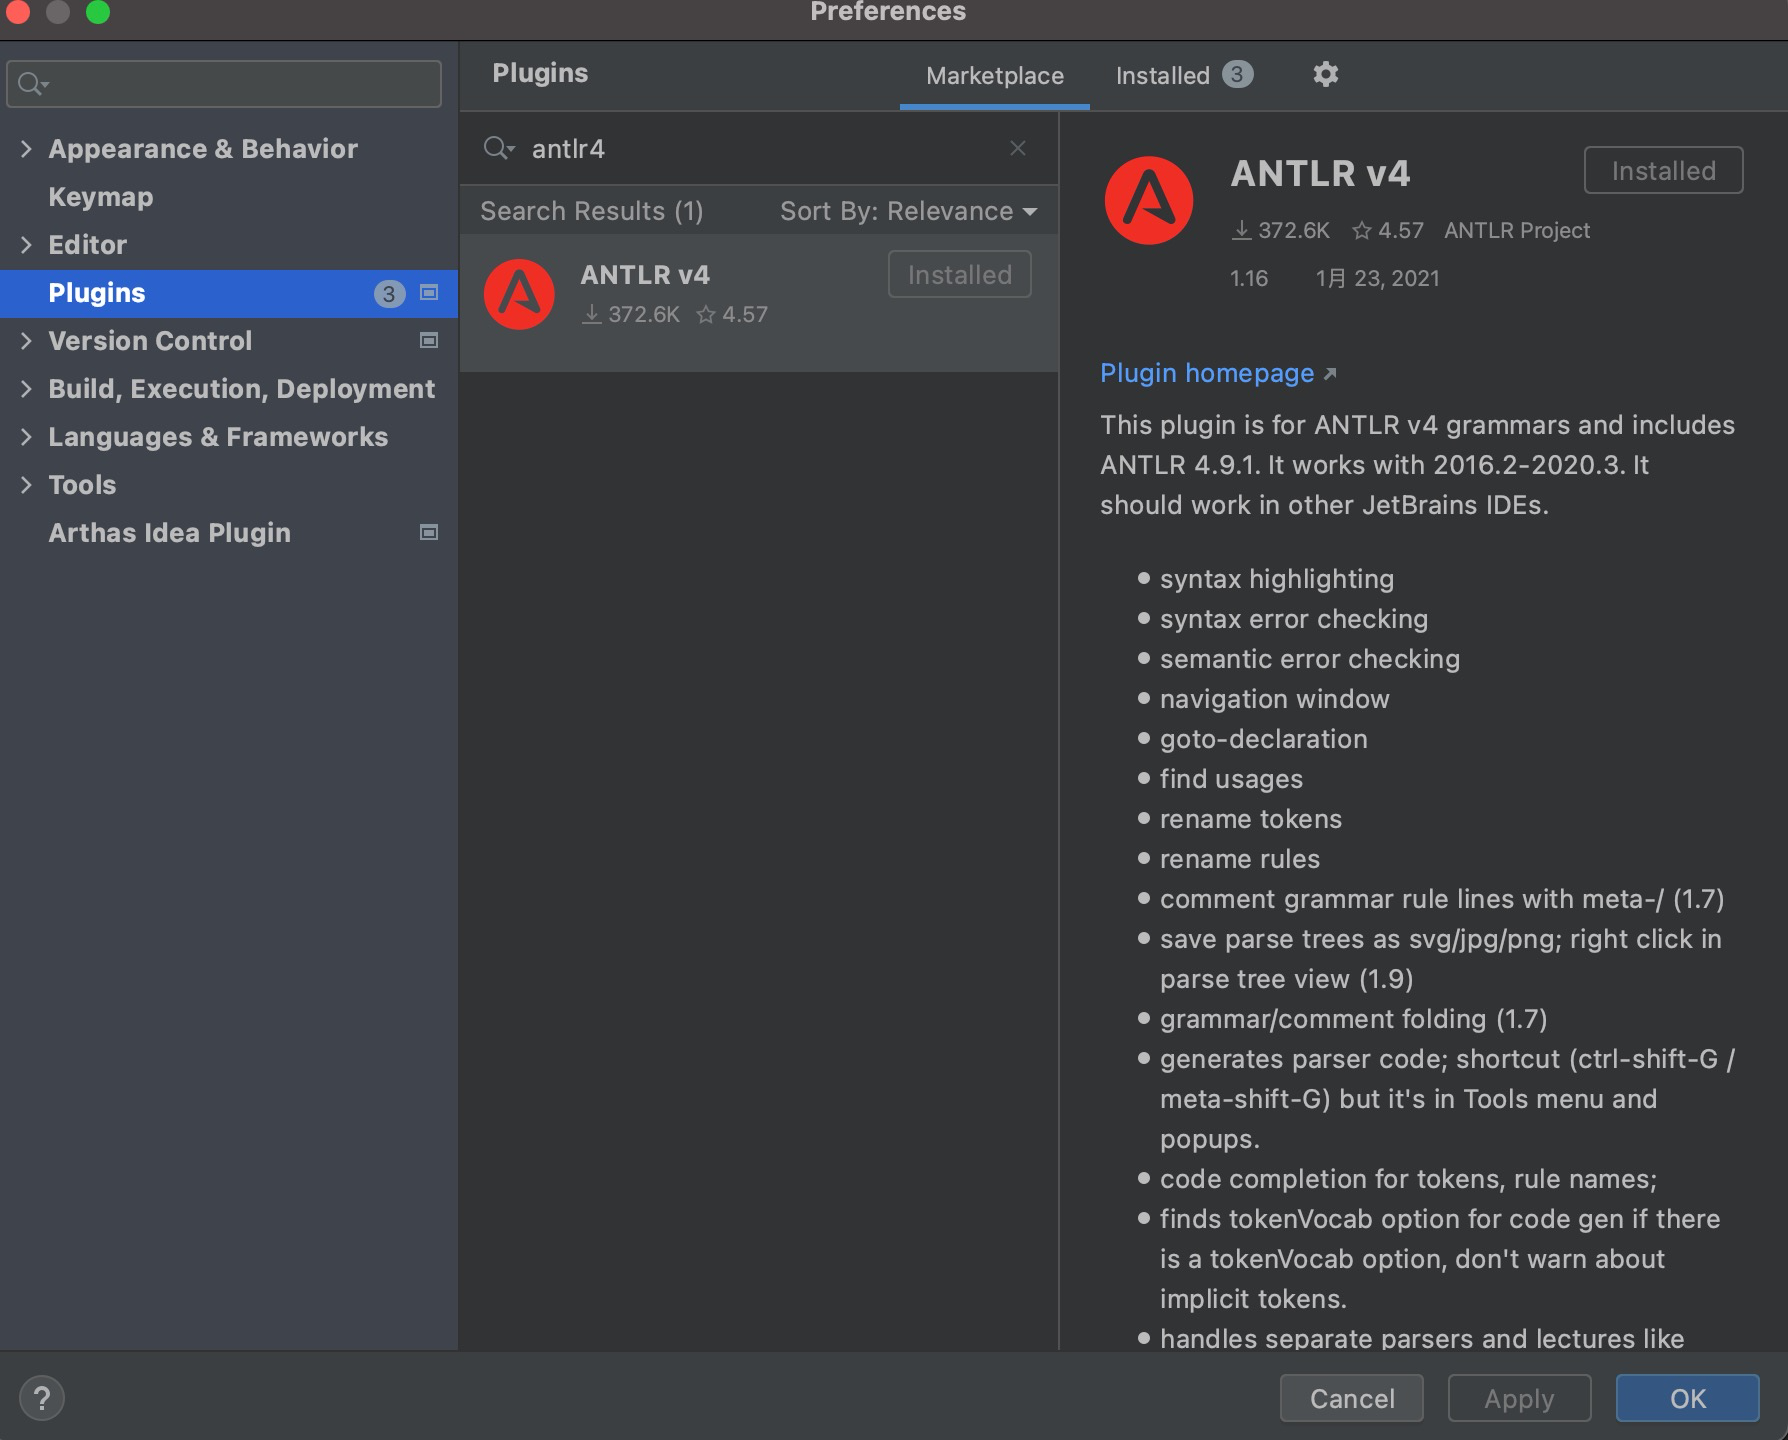 Preferences
Appearance & Behavior
Keymap
Editor
Plugins 3
Version Control
Build, Execution, Deployment
Languages & Frameworks
Tools
Arthas Idea Plugin
Plugins
Marketplace
Installed 3
antlr4
Search Results (1)
Sort By: Relevance
ANTLR v4
Installed
372.6K 4.57
ANTLR v4
Installed
372.6K 4.57 ANTLR Project
1.16 1月 23, 2021
Plugin homepage
This plugin is for ANTLR v4 grammars and includes
ANTLR 4.9.1. It works with 2016.2-2020.3. It
should work in other JetBrains IDEs.
syntax highlighting
syntax error checking
semantic error checking
navigation window
goto-declaration
find usages
rename tokens
rename rules
comment grammar rule lines with meta-/ (1.7)
save parse trees as svg/jpg/png; right click in
parse tree view (1.9)
grammar/comment folding (1.7)
generates parser code; shortcut (ctrl-shift-G /
meta-shift-G) but it's in Tools menu and
popups.
code completion for tokens, rule names;
finds tokenVocab option for code gen if there
is a tokenVocab option, don't warn about
implicit tokens.
handles separate parsers and lectures like
?
Cancel
Apply
OK